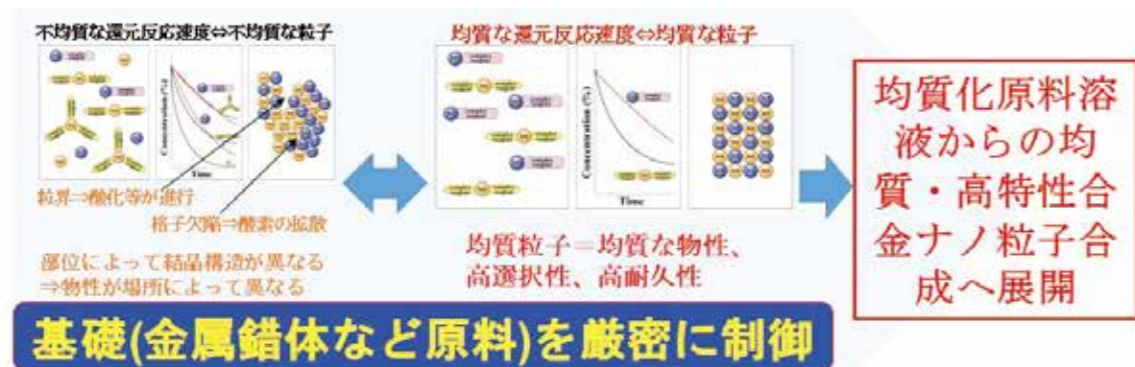 不均質な還元反応速度⇔不均質な粒子
Concentration (%)
Time
粒界⇒酸化等が進行
格子欠陥⇒酸素の拡散
部位によって結晶構造が異なる
⇒物性が場所によって異なる
均質な還元反応速度⇔均質な粒子
Concentration (%)
Time
均質粒子＝均質な物性、
高選択性、高耐久性
均質化原料溶
液からの均
質・高特性合
金ナノ粒子合
成へ展開
基礎(金属錯体など原料)を厳密に制御